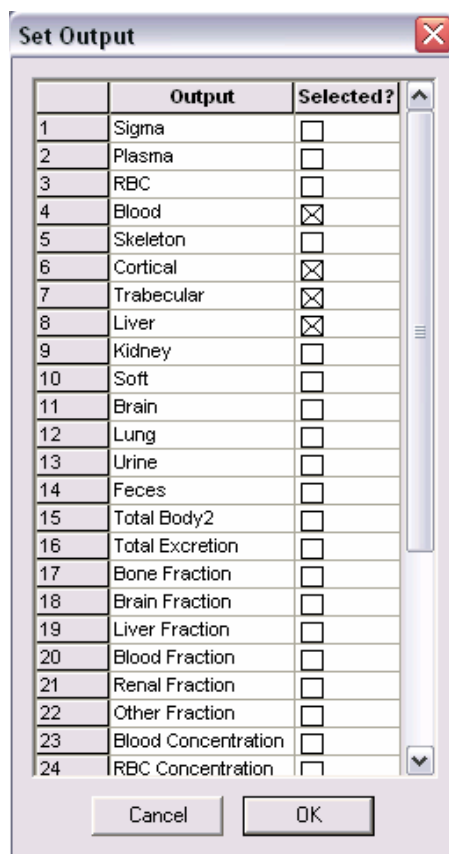 Set Output
Output Selected?
1 Sigma
2 Plasma
3 RBC
4 Blood
5 Skeleton
6 Cortical
7 Trabecular
8 Liver
9 Kidney
10 Soft
11 Brain
12 Lung
13 Urine
14 Feces
15 Total Body2
16 Total Excretion
17 Bone Fraction
18 Brain Fraction
19 Liver Fraction
20 Blood Fraction
21 Renal Fraction
22 Other Fraction
23 Blood Concentration
24 RBC Concentration
Cancel OK